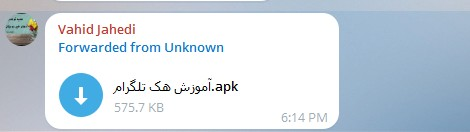 Vahid Jahedi
Forwarded from Unknown
آموزش هک تلگرام.apk
575.7 KB
6:14 PM